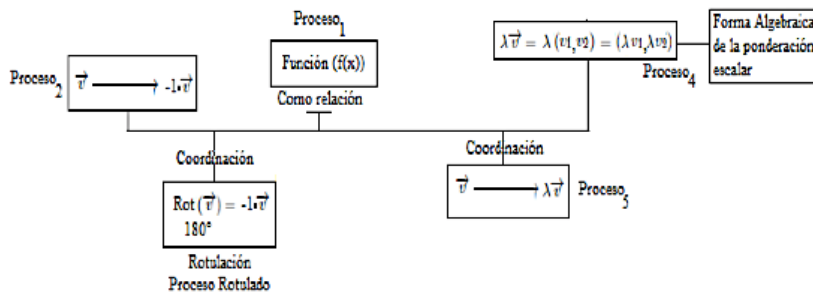 Proceso1
Función (f(x))
Como relación
λv⃗ = λ (v1,v2) = (λv1,λv2)
Proceso4
Forma Algebraica
de la ponderación
escalar
Proceso2
v⃗ ⟶ -1•v⃗
Coordinación
Rot (v⃗) = -1•v⃗
180°
Rotulación
Proceso Rotulado
Coordinación
v⃗ ⟶ λv⃗
Proceso5